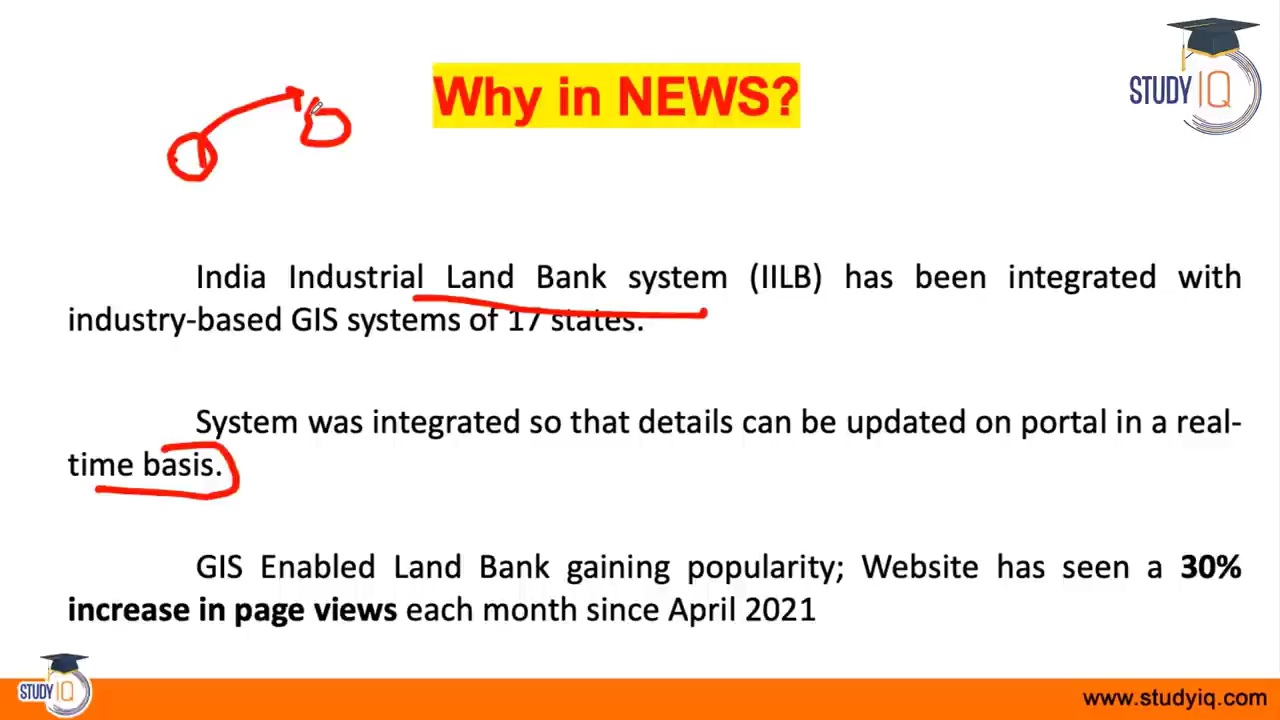 Why in NEWS?
STUDY IQ
India Industrial Land Bank system (IILB) has been integrated with
industry-based GIS systems of 17 states.
System was integrated so that details can be updated on portal in a real-
time basis.
GIS Enabled Land Bank gaining popularity; Website has seen a 30%
increase in page views each month since April 2021
STUDY IQ
www.studyiq.com